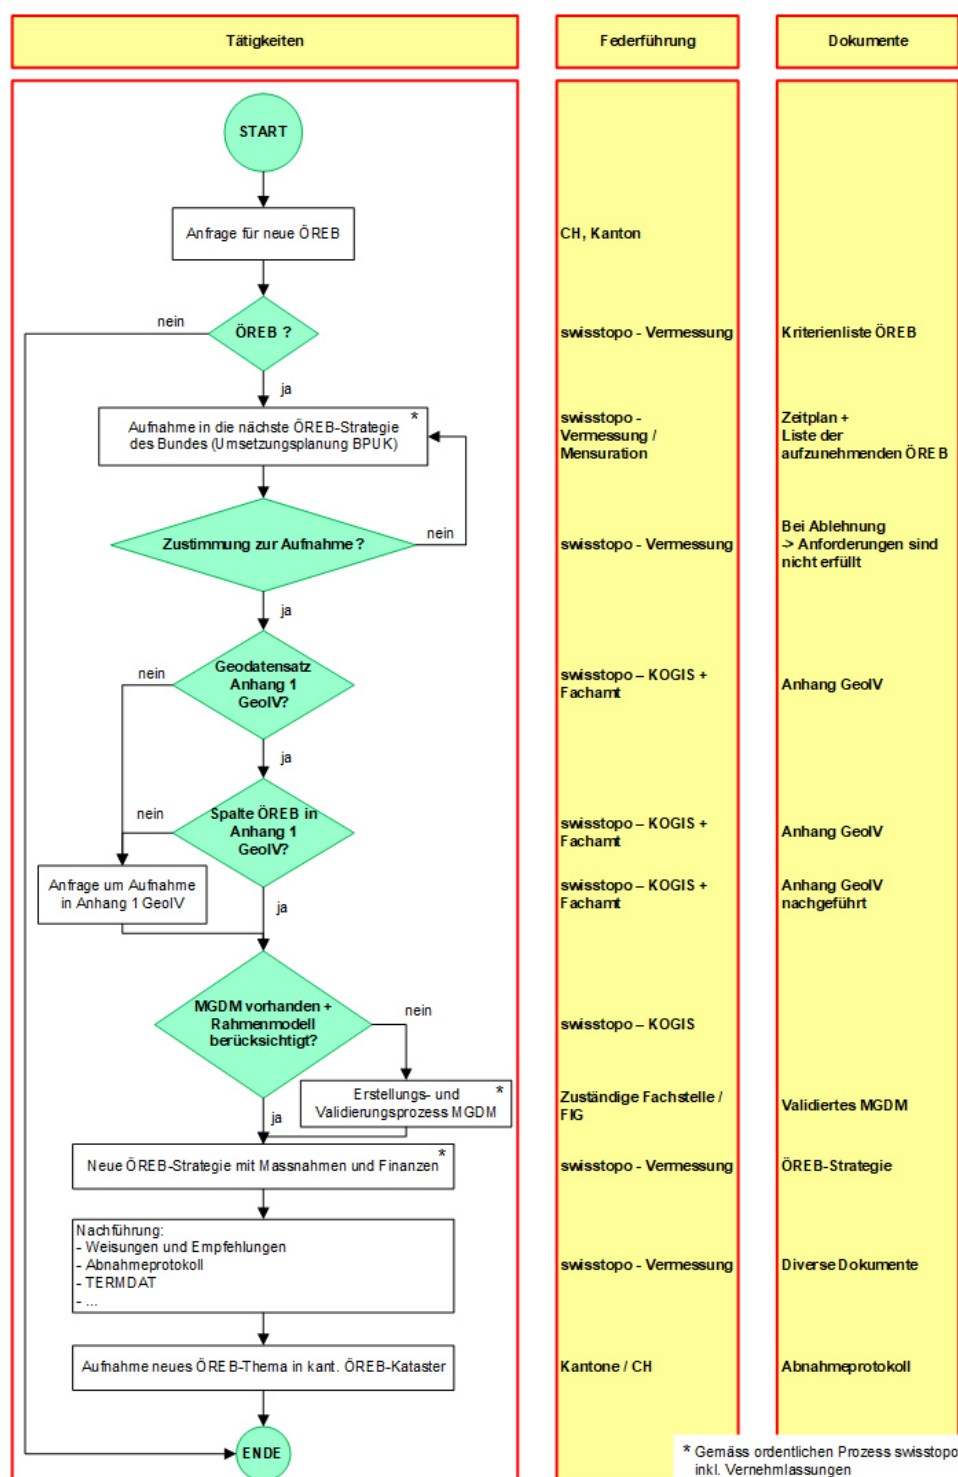 Tätigkeiten
Federführung
Dokumente
START
Anfrage für neue ÖREB
CH, Kanton
nein
ÖREB ?
swisstopo - Vermessung
Kriterienliste ÖREB
ja
Aufnahme in die nächste ÖREB-Strategie
des Bundes (Umsetzungsplanung BPUK)
*
swisstopo -
Vermessung /
Mensuration
Zeitplan +
Liste der
aufzunehmenden ÖREB
Zustimmung zur Aufnahme ?
nein
swisstopo - Vermessung
Bei Ablehnung
-> Anforderungen sind
nicht erfüllt
ja
nein
Geodatensatz
Anhang 1
GeoIV?
swisstopo – KOGIS +
Fachamt
Anhang GeoIV
ja
nein
Spalte ÖREB in
Anhang 1
GeoIV?
swisstopo – KOGIS +
Fachamt
Anhang GeoIV
Anfrage um Aufnahme
in Anhang 1 GeoIV
swisstopo – KOGIS +
Fachamt
Anhang GeoIV
nachgeführt
ja
MGDM vorhanden +
Rahmenmodell
berücksichtigt?
nein
swisstopo – KOGIS
Erstellungs- und
Validierungsprozess MGDM
*
Zuständige Fachstelle /
FIG
Validiertes MGDM
ja
Neue ÖREB-Strategie mit Massnahmen und Finanzen
*
swisstopo - Vermessung
ÖREB-Strategie
Nachführung:
- Weisungen und Empfehlungen
- Abnahmeprotokoll
- TERMDAT
- ...
swisstopo - Vermessung
Diverse Dokumente
Aufnahme neues ÖREB-Thema in kant. ÖREB-Kataster
Kantone / CH
Abnahmeprotokoll
ENDE
* Gemäss ordentlichen Prozess swisstopo
inkl. Vernehmlassungen